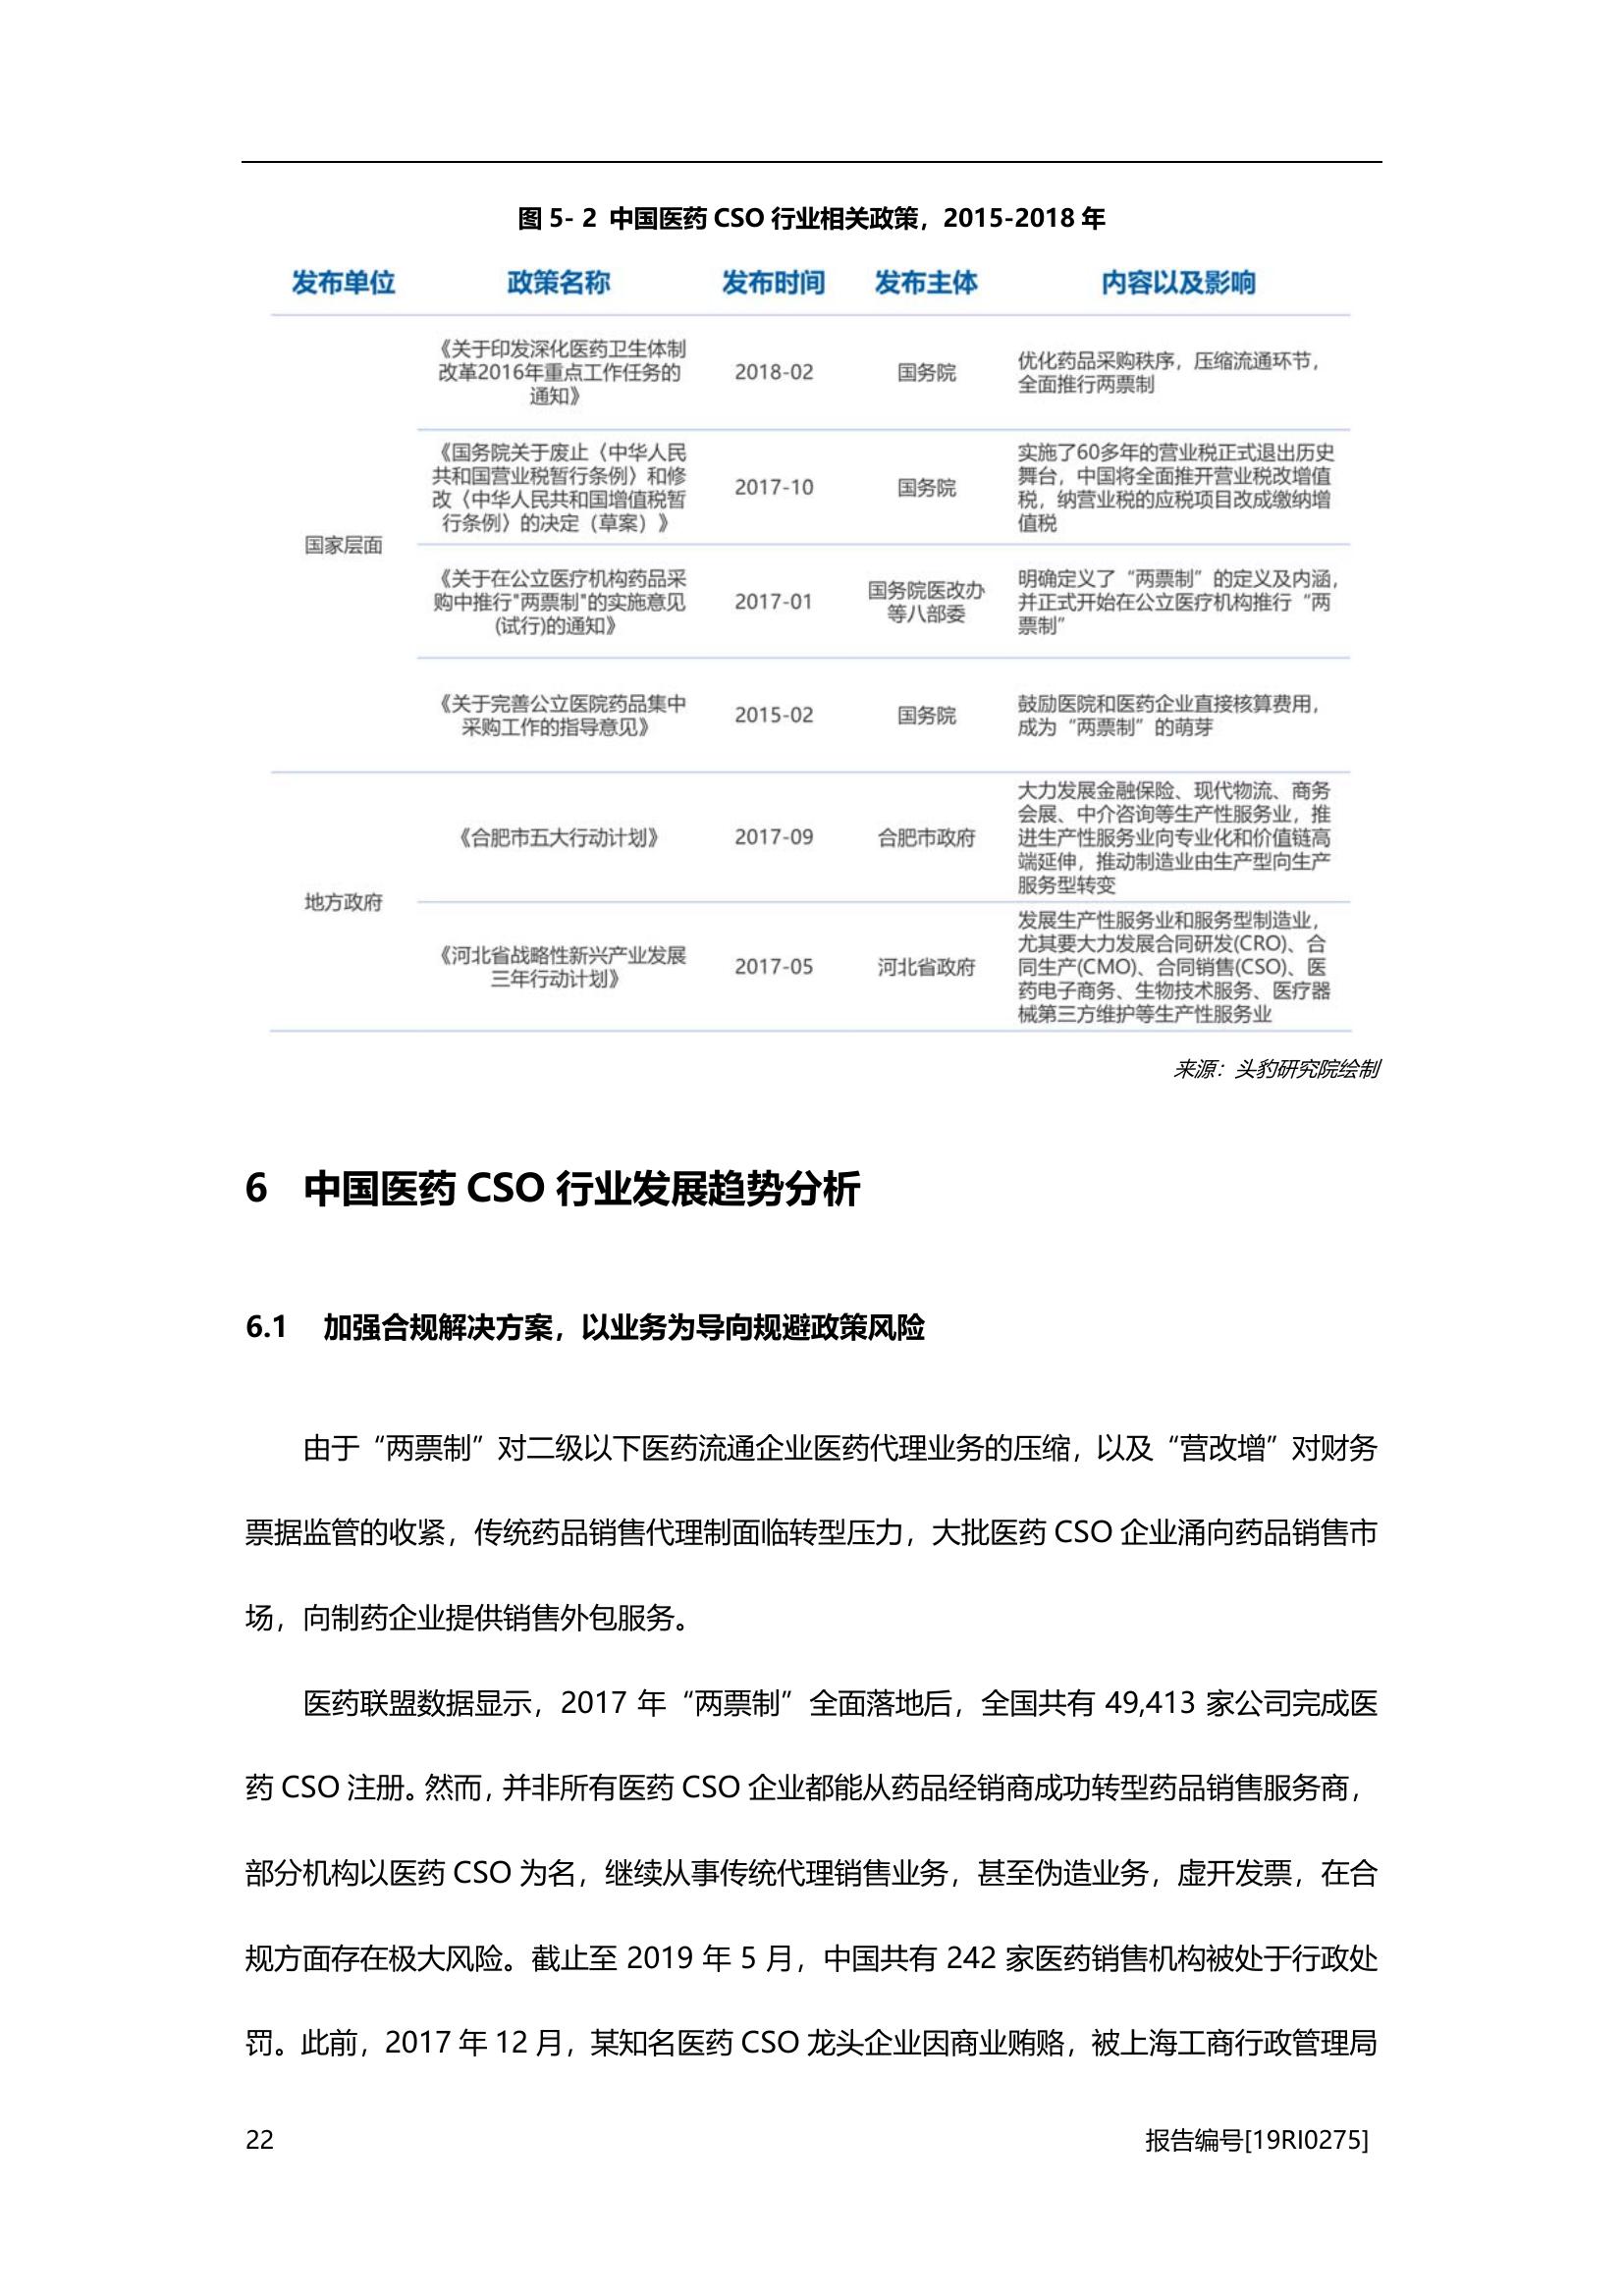 图 5- 2 中国医药 CSO 行业相关政策，2015-2018 年
发布单位 政策名称 发布时间 发布主体 内容以及影响
国家层面
《关于印发深化医药卫生体制
改革2016年重点工作任务的
通知》
2018-02
国务院
优化药品采购秩序，压缩流通环节，
全面推行两票制
《国务院关于废止〈中华人民
共和国营业税暂行条例〉和修
改〈中华人民共和国增值税暂
行条例〉的决定（草案）》
2017-10
国务院
实施了60多年的营业税正式退出历史
舞台，中国将全面推开营业税改增值
税，纳营业税的应税项目改成缴纳增
值税
《关于在公立医疗机构药品采
购中推行"两票制"的实施意见
(试行)的通知》
2017-01
国务院医改办
等八部委
明确定义了“两票制”的定义及内涵，
并正式开始在公立医疗机构推行“两
票制”
《关于完善公立医院药品集中
采购工作的指导意见》
2015-02
国务院
鼓励医院和医药企业直接核算费用，
成为“两票制”的萌芽
地方政府
《合肥市五大行动计划》
2017-09
合肥市政府
大力发展金融保险、现代物流、商务
会展、中介咨询等生产性服务业，推
进生产性服务业向专业化和价值链高
端延伸，推动制造业由生产型向生产
服务型转变
《河北省战略性新兴产业发展
三年行动计划》
2017-05
河北省政府
发展生产性服务业和服务型制造业，
尤其要大力发展合同研发(CRO)、合
同生产(CMO)、合同销售(CSO)、医
药电子商务、生物技术服务、医疗器
械第三方维护等生产性服务业
来源：头豹研究院绘制
6 中国医药 CSO 行业发展趋势分析
6.1 加强合规解决方案，以业务为导向规避政策风险
由于“两票制”对二级以下医药流通企业医药代理业务的压缩，以及“营改增”对财务
票据监管的收紧，传统药品销售代理制面临转型压力，大批医药 CSO 企业涌向药品销售市
场，向制药企业提供销售外包服务。
医药联盟数据显示，2017 年“两票制”全面落地后，全国共有 49,413 家公司完成医
药 CSO 注册。然而，并非所有医药 CSO 企业都能从药品经销商成功转型药品销售服务商，
部分机构以医药 CSO 为名，继续从事传统代理销售业务，甚至伪造业务，虚开发票，在合
规方面存在极大风险。截止至 2019 年 5 月，中国共有 242 家医药销售机构被处于行政处
罚。此前，2017 年 12 月，某知名医药 CSO 龙头企业因商业贿赂，被上海工商行政管理局
22 报告编号[19RI0275]